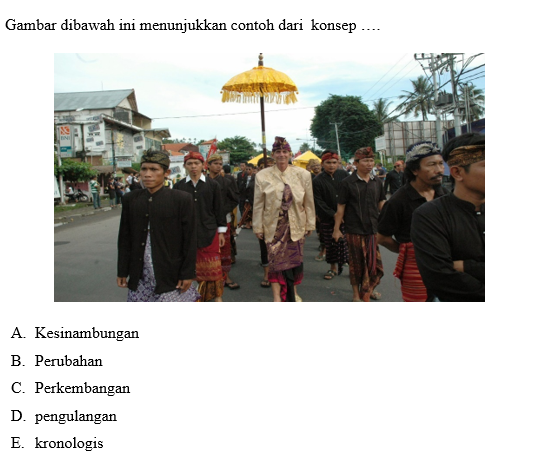 Gambar dibawah ini menunjukkan contoh dari konsep ….
A. Kesinambungan
B. Perubahan
C. Perkembangan
D. pengulangan
E. kronologis